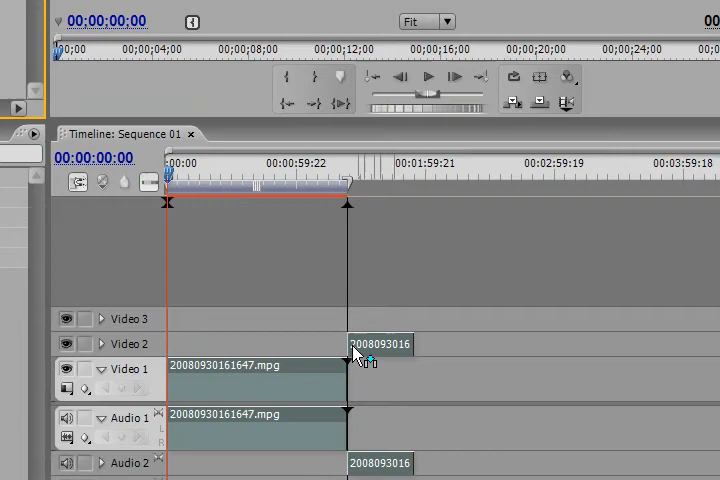 00;00;00;00
Fit
00
00;00 00;00;04;00 00;00;08;00 00;00;12;00 00;00;16;00 00;00;20;00 00;00;24;00 00;
Timeline: Sequence 01
00:00:00:00
:00:00 00:00:59:22 00:01:59:21 00:02:59:19 00:03:59:18
Video 3
Video 2
2008093016
Video 1
20080930161647.mpg
Audio 1
20080930161647.mpg
L
R
Audio 2
2008093016